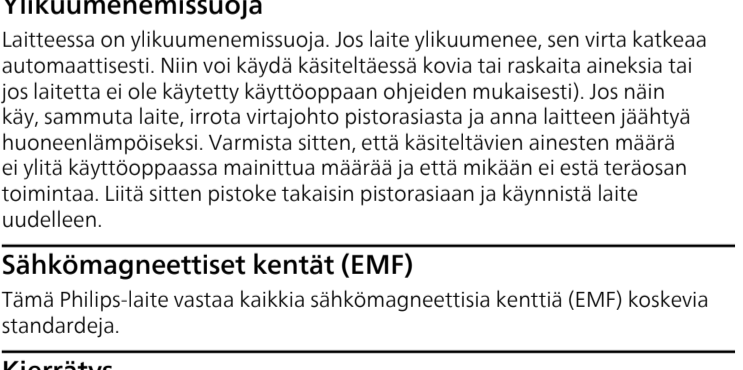 Ylikuumenemissuoja
Laitteessa on ylikuumenemissuoja. Jos laite ylikuumenee, sen virta katkeaa
automaattisesti. Niin voi käydä käsiteltäessä kovia tai raskaita aineksia tai
jos laitetta ei ole käytetty käyttöoppaan ohjeiden mukaisesti). Jos näin
käy, sammuta laite, irrota virtajohto pistorasiasta ja anna laitteen jäähtyä
huoneenlämpöiseksi. Varmista sitten, että käsiteltävien ainesten määrä
ei ylitä käyttöoppaassa mainittua määrää ja että mikään ei estä teräosan
toimintaa. Liitä sitten pistoke takaisin pistorasiaan ja käynnistä laite
uudelleen.
Sähkömagneettiset kentät (EMF)
Tämä Philips-laite vastaa kaikkia sähkömagneettisia kenttiä (EMF) koskevia
standardeja.
Kierrätys